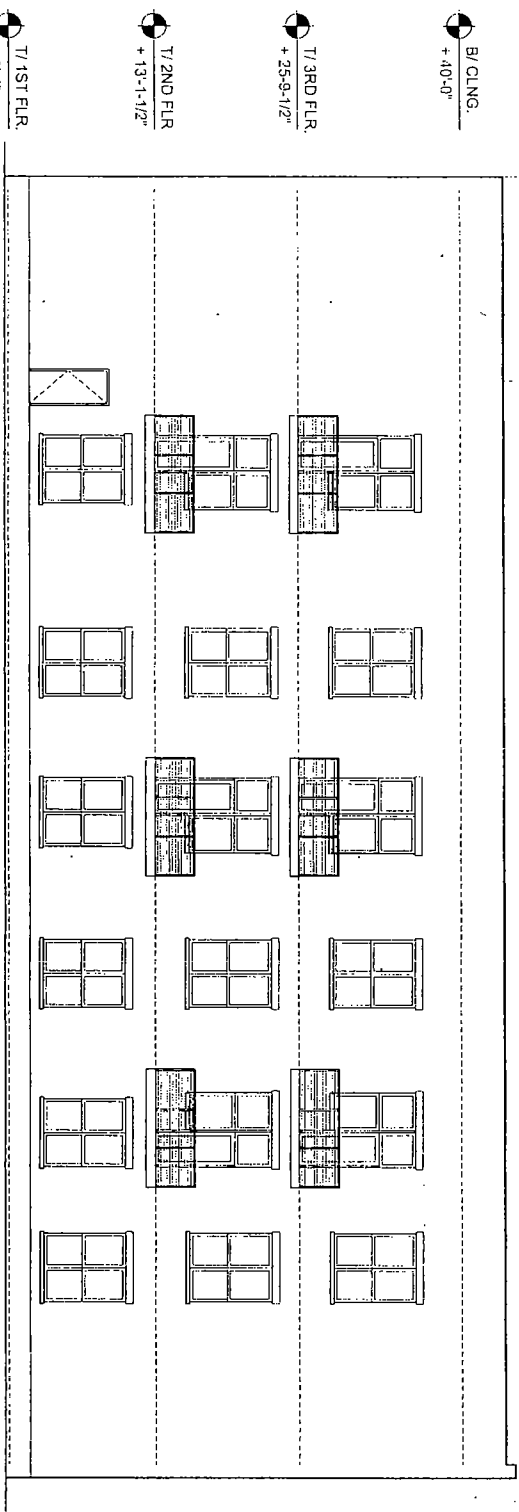 B/ CLNG.
+ 40'-0"
T/ 3RD FLR.
+ 25-9-1/2"
T/ 2ND FLR
+ 13'-1-1/2"
T/ 1ST FLR.